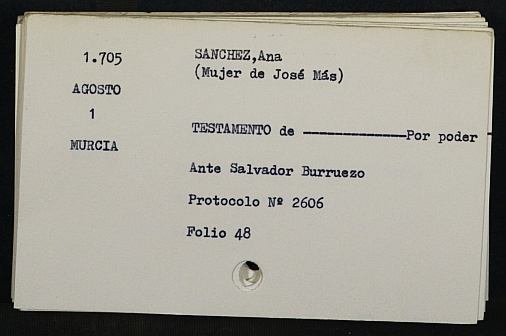 1.705
AGOSTO
1
MURCIA
SANCHEZ,Ana
(Mujer de José Más)
TESTAMENTO de ---------------Por poder -
Ante Salvador Burruezo
Protocolo Nº 2606
Folio 48